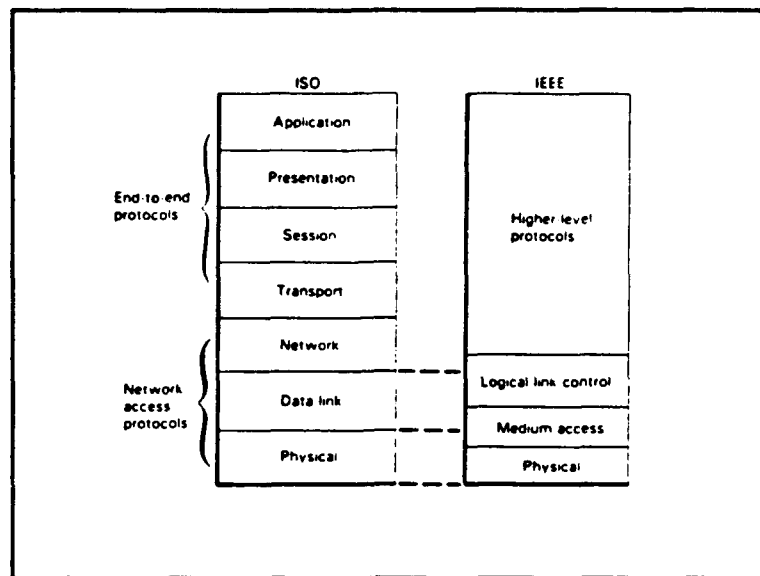 ISO
IEEE
Application
Presentation
End-to-end
protocols
Session
Transport
Network
Network
access
protocols
Data link
Physical
Higher-level
protocols
Logical link control
Medium access
Physical